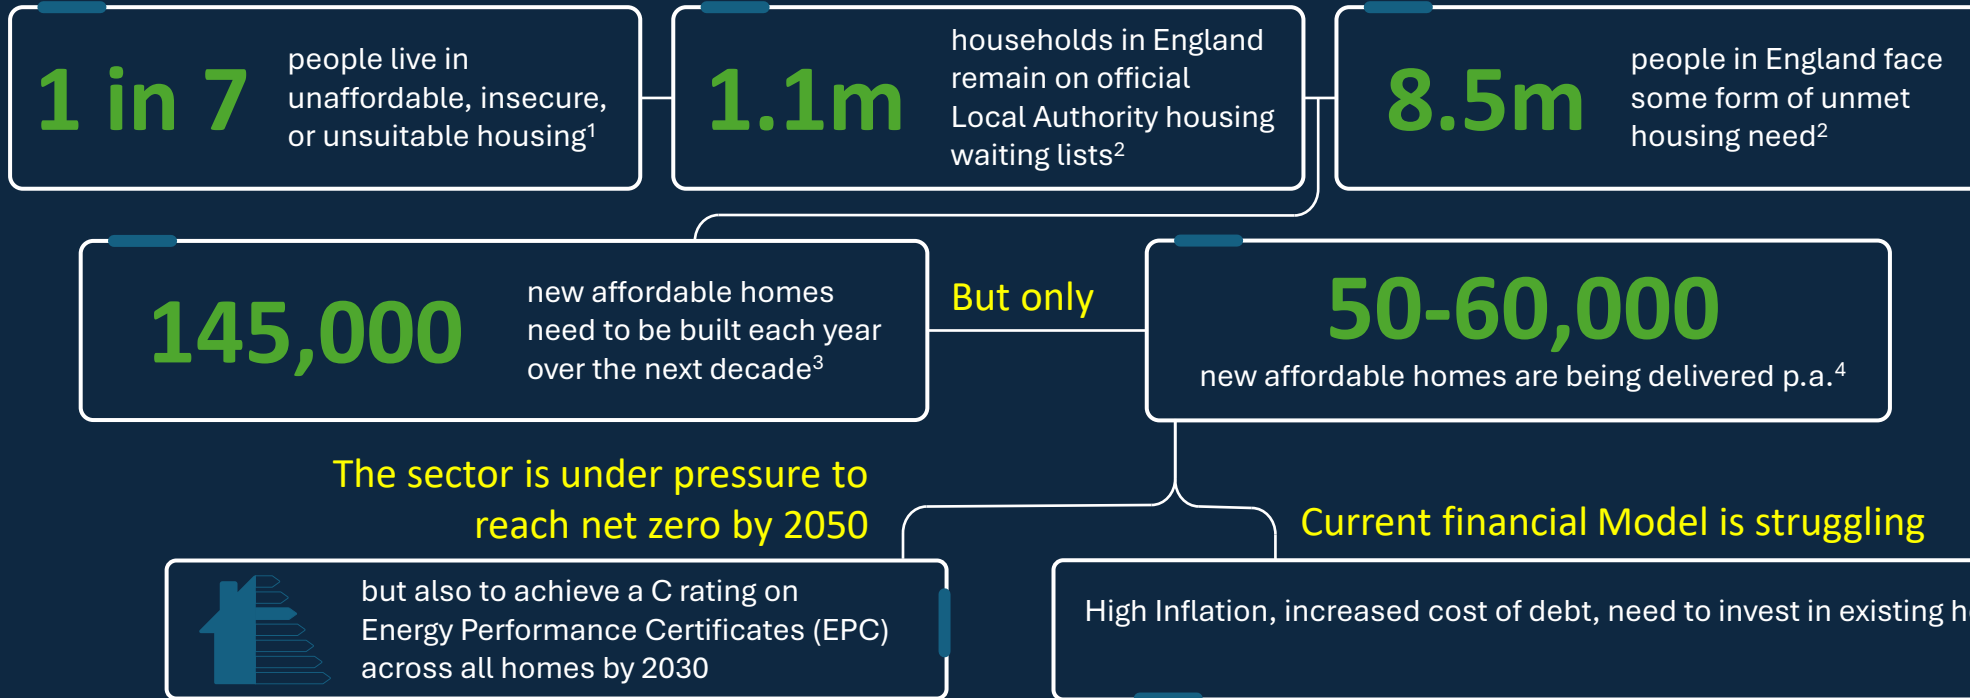 1 in 7
people live in
unaffordable, insecure,
or unsuitable housing¹
1.1m
households in England
remain on official
Local Authority housing
waiting lists²
8.5m
people in England face
some form of unmet
housing need²
145,000
new affordable homes
need to be built each year
over the next decade³
But only
50-60,000
new affordable homes are being delivered p.a.⁴
The sector is under pressure to
reach net zero by 2050
but also to achieve a C rating on
Energy Performance Certificates (EPC)
across all homes by 2030
Current financial Model is struggling
High Inflation, increased cost of debt, need to invest in existing